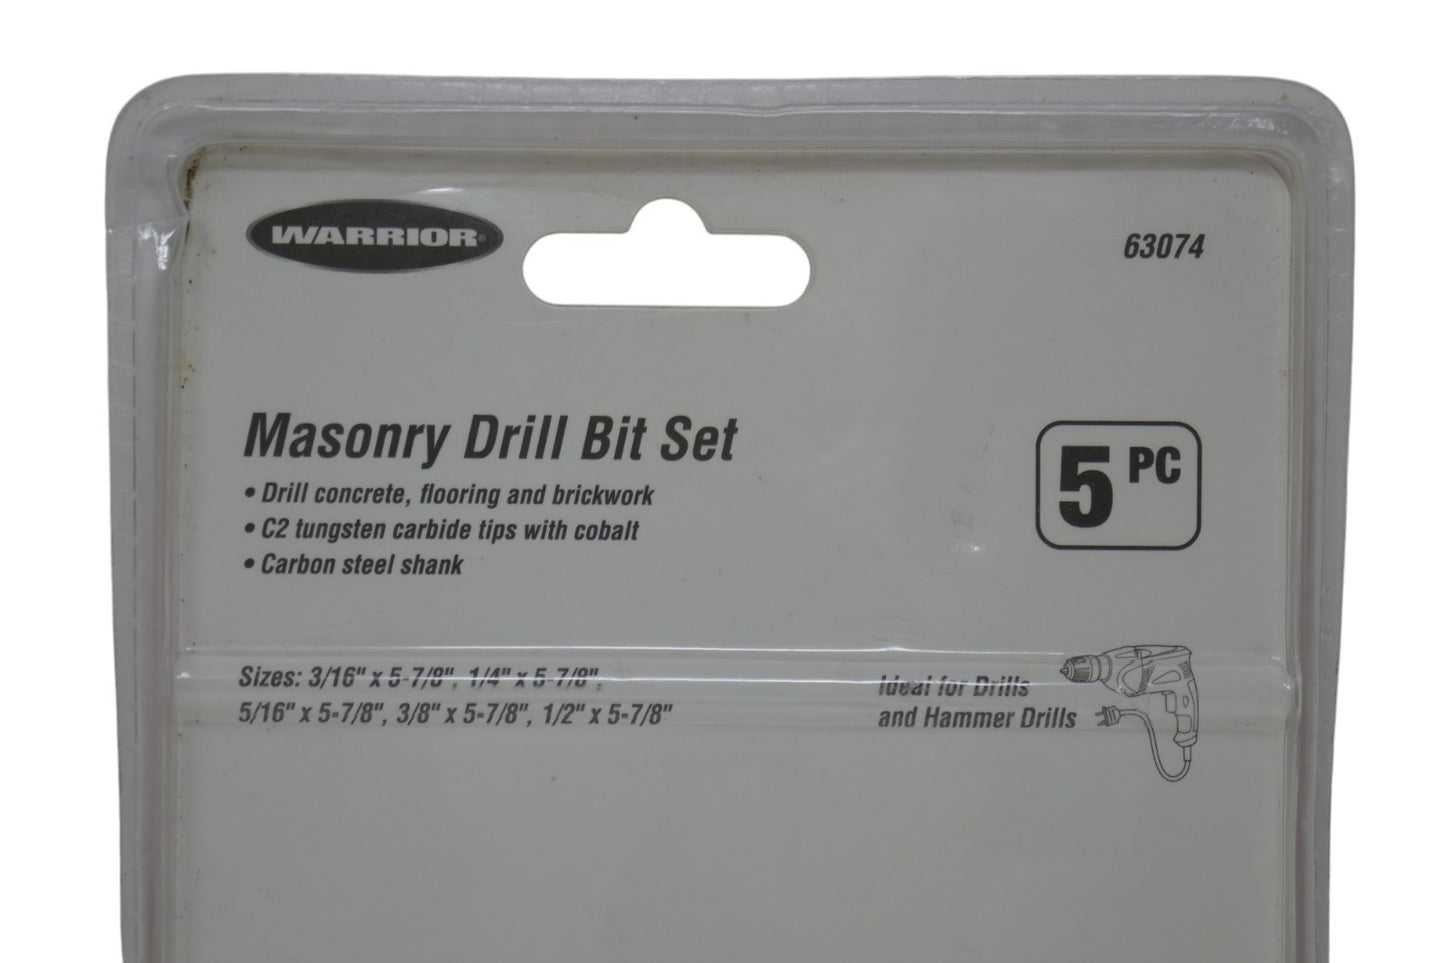 WARRIOR®
63074
Masonry Drill Bit Set
• Drill concrete, flooring and brickwork
• C2 tungsten carbide tips with cobalt
• Carbon steel shank
5 PC
Sizes: 3/16" x 5-7/8", 1/4" x 5-7/8",
5/16" x 5-7/8", 3/8" x 5-7/8", 1/2" x 5-7/8"
Ideal for Drills
and Hammer Drills